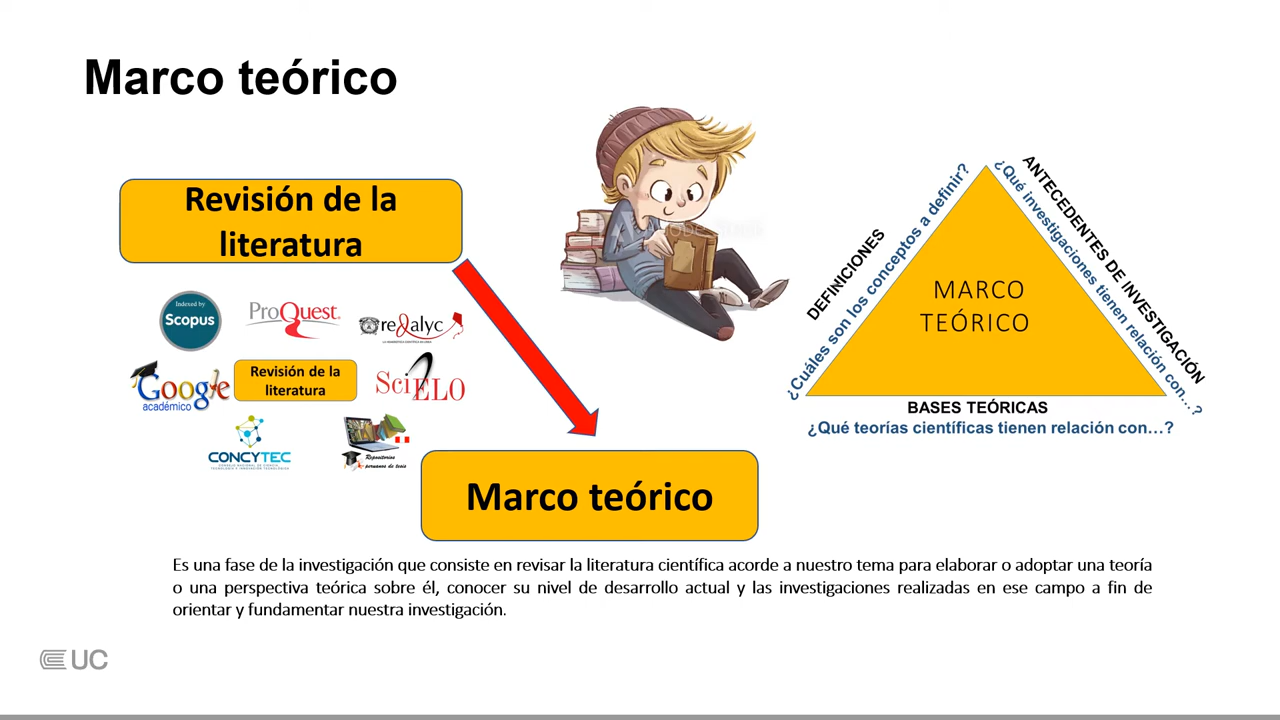 Marco teórico
Revisión de la
literatura
Indexed by
Scopus
ProQuest
redalyc
Google
académico
Revisión de la
literatura
SciELO
CONCYTEC
Repositorios
peruanos de tesis
Marco teórico
DEFINICIONES
¿Cuáles son los conceptos a definir?
ANTECEDENTES DE INVESTIGACIÓN
¿Qué investigaciones tienen relación con...?
MARCO
TEÓRICO
BASES TEÓRICAS
¿Qué teorías científicas tienen relación con…?
Es una fase de la investigación que consiste en revisar la literatura científica acorde a nuestro tema para elaborar o adoptar una teoría
o una perspectiva teórica sobre él, conocer su nivel de desarrollo actual y las investigaciones realizadas en ese campo a fin de
orientar y fundamentar nuestra investigación.
UC